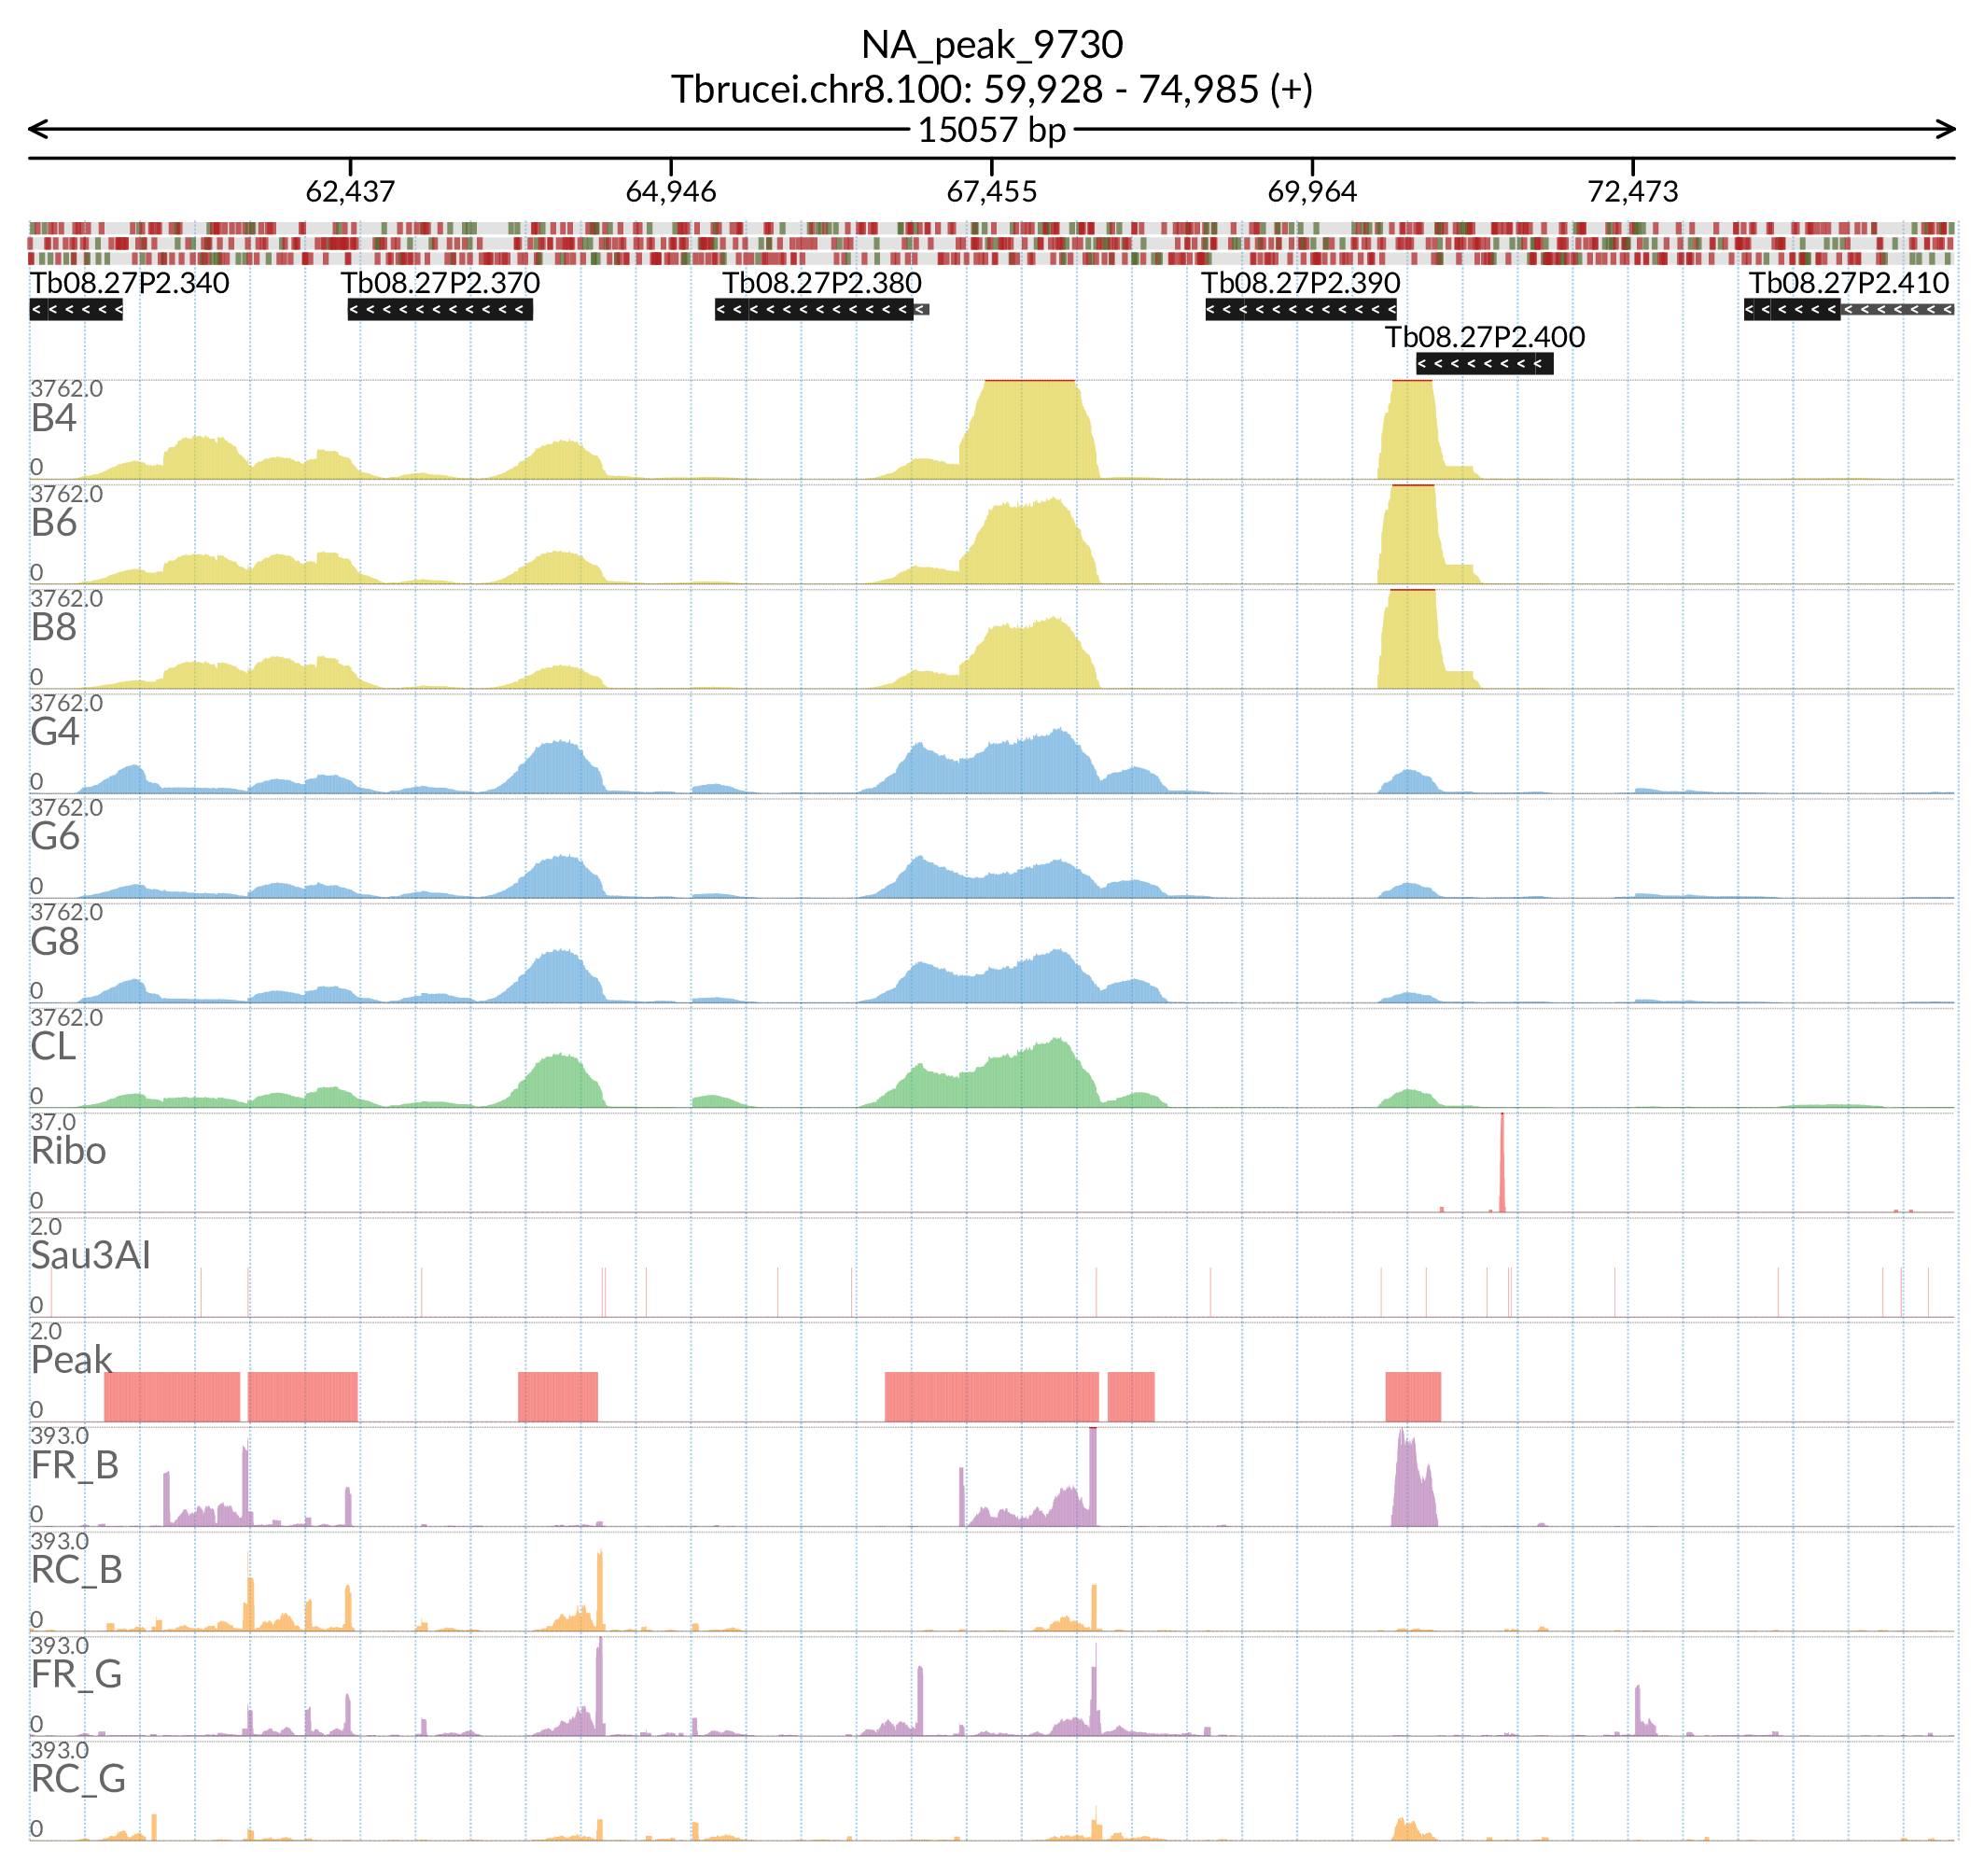 NA_peak_9730
Tbrucei.chr8.100: 59,928 - 74,985 (+)
15057 bp
62,437 64,946 67,455 69,964 72,473
Tb08.27P2.340 Tb08.27P2.370 Tb08.27P2.380 Tb08.27P2.390 Tb08.27P2.410
Tb08.27P2.400
3762.0
B4
0
3762.0
B6
0
3762.0
B8
0
3762.0
G4
0
3762.0
G6
0
3762.0
G8
0
3762.0
CL
0
37.0
Ribo
0
2.0
Sau3AI
0
2.0
Peak
0
393.0
FR_B
0
393.0
RC_B
0
393.0
FR_G
0
393.0
RC_G
0